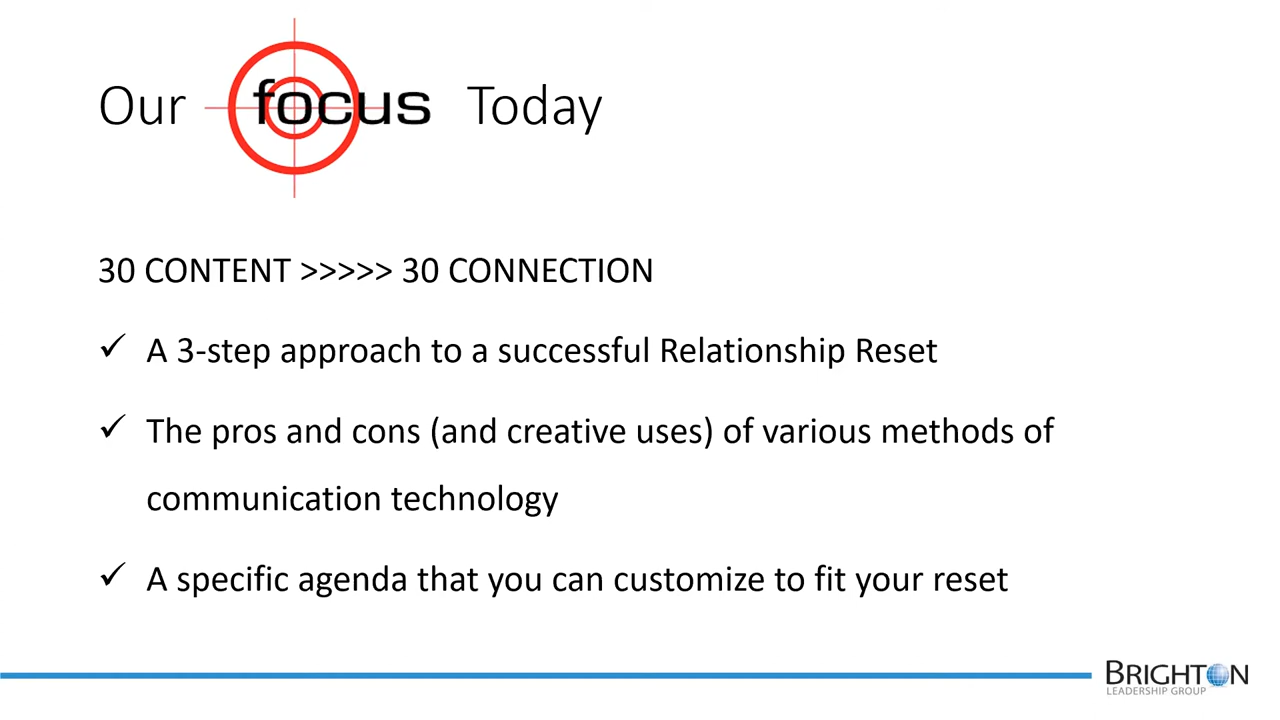 Our focus Today
30 CONTENT >>>>> 30 CONNECTION
✓ A 3-step approach to a successful Relationship Reset
✓ The pros and cons (and creative uses) of various methods of
communication technology
✓ A specific agenda that you can customize to fit your reset
BRIGHTON
LEADERSHIP GROUP